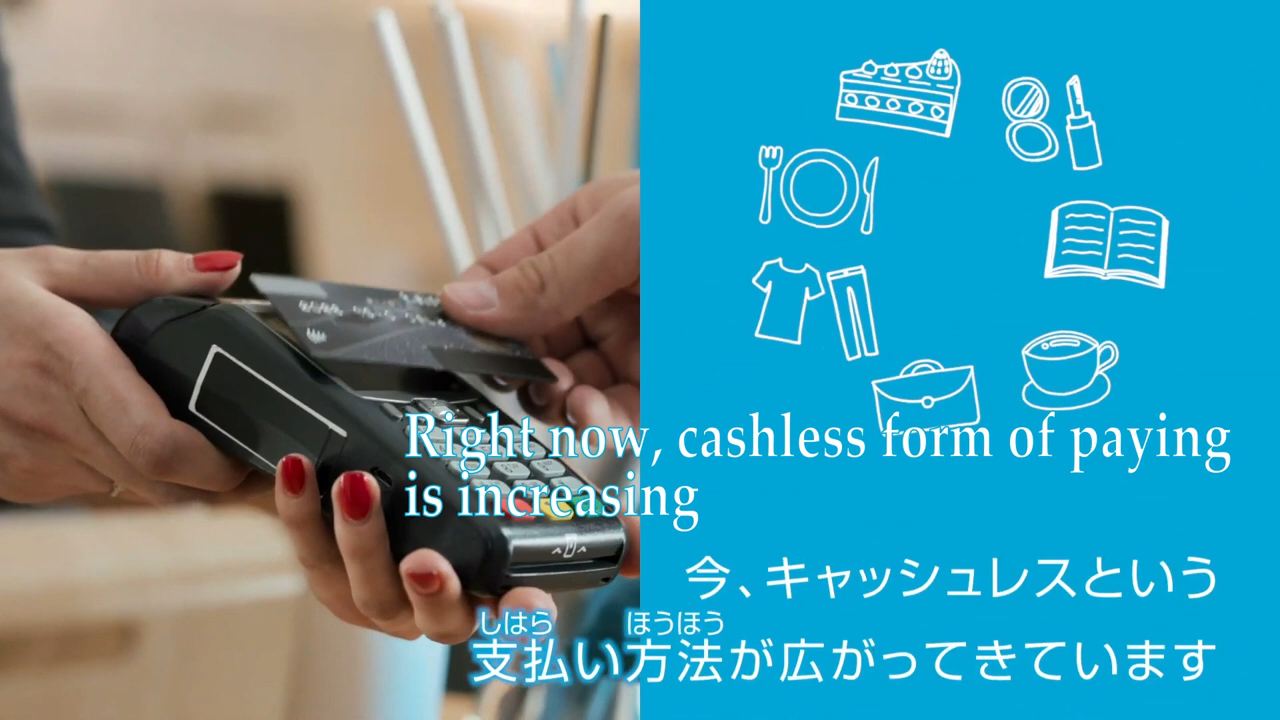 Right now, cashless form of paying
is increasing
今、キャッシュレスという
しはら ほうほう
支払い方法が広がってきています